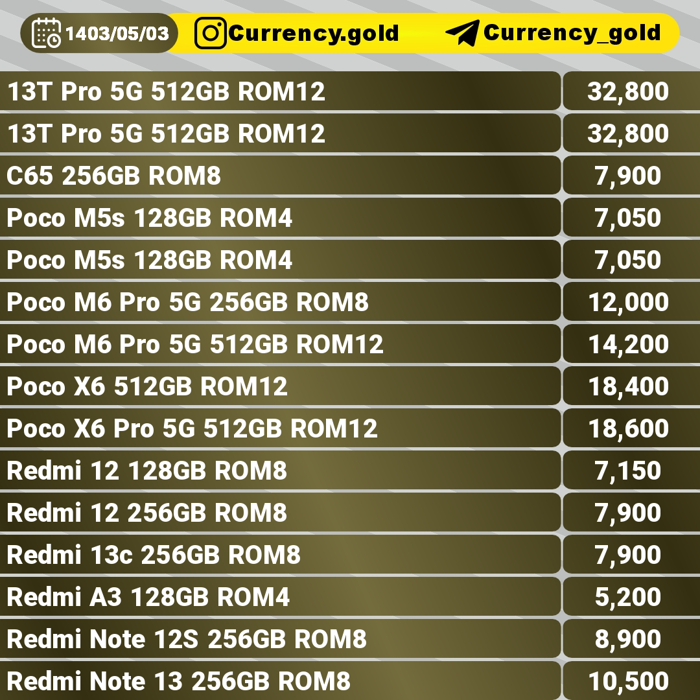 1403/05/03 Currency.gold Currency_gold
13T Pro 5G 512GB ROM12 32,800
13T Pro 5G 512GB ROM12 32,800
C65 256GB ROM8 7,900
Poco M5s 128GB ROM4 7,050
Poco M5s 128GB ROM4 7,050
Poco M6 Pro 5G 256GB ROM8 12,000
Poco M6 Pro 5G 512GB ROM12 14,200
Poco X6 512GB ROM12 18,400
Poco X6 Pro 5G 512GB ROM12 18,600
Redmi 12 128GB ROM8 7,150
Redmi 12 256GB ROM8 7,900
Redmi 13c 256GB ROM8 7,900
Redmi A3 128GB ROM4 5,200
Redmi Note 12S 256GB ROM8 8,900
Redmi Note 13 256GB ROM8 10,500